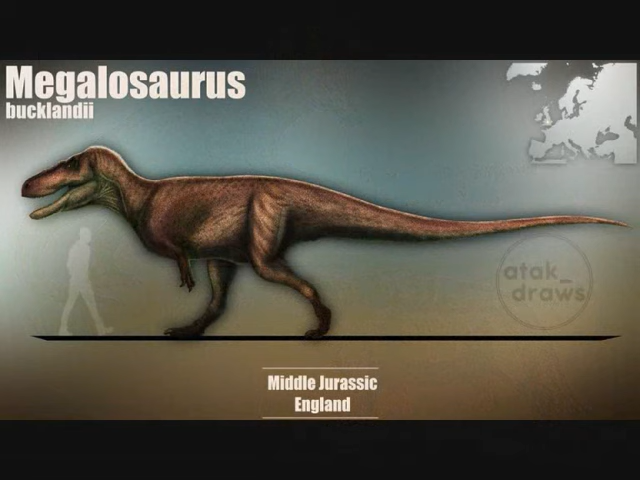 Megalosaurus
bucklandii
atak_
draws
Middle Jurassic
England